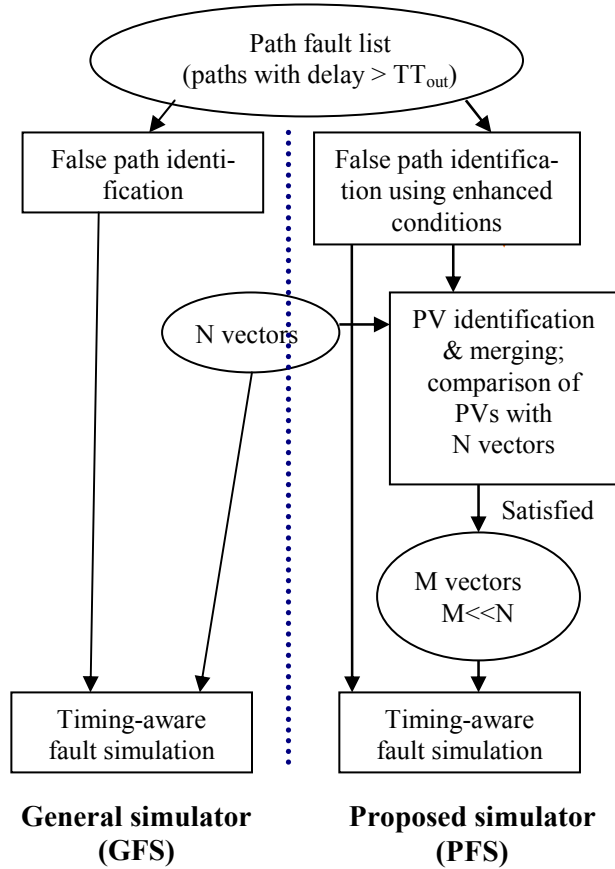 Path fault list
(paths with delay > TTout)
False path identi-
fication
False path identifica-
tion using enhanced
conditions
N vectors
PV identification
& merging;
comparison of
PVs with
N vectors
Satisfied
M vectors
M<<N
Timing-aware
fault simulation
Timing-aware
fault simulation
General simulator
(GFS)
Proposed simulator
(PFS)